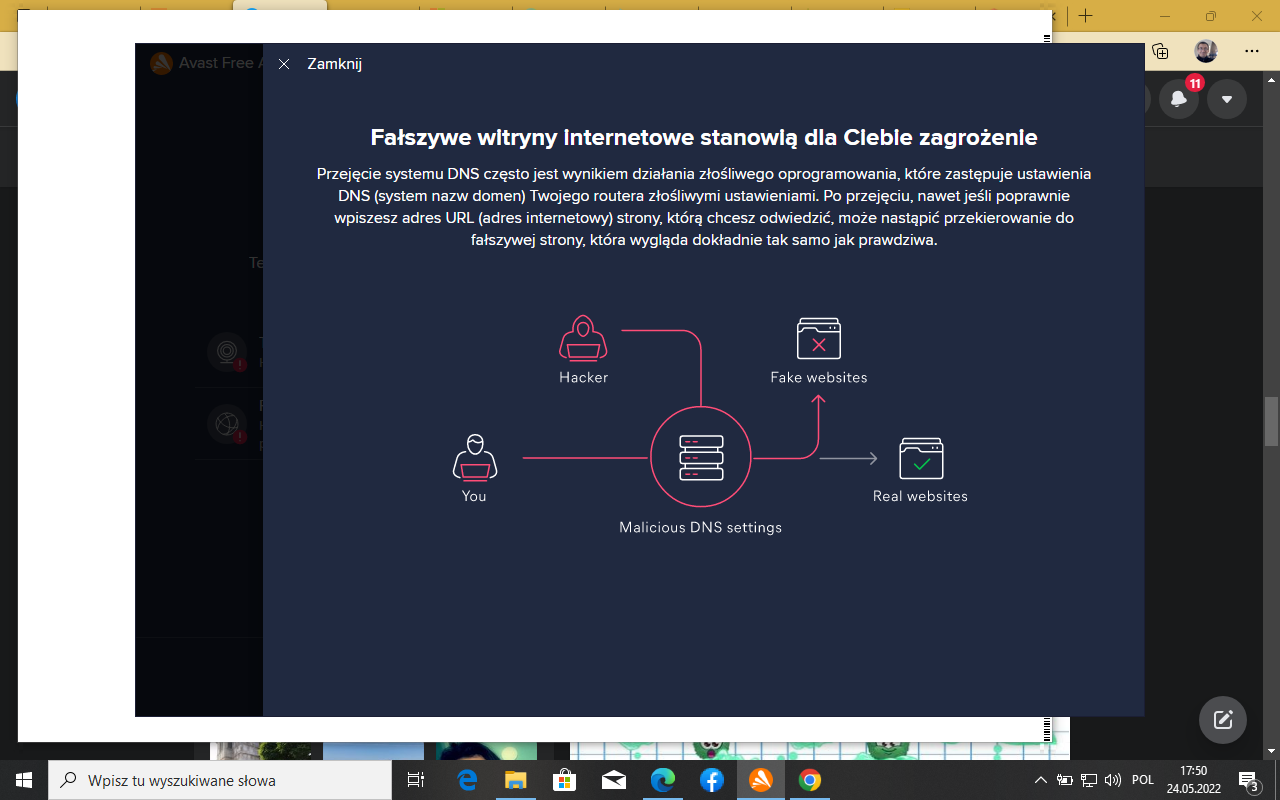 11
Avast Free
Zamknij
Fałszywe witryny internetowe stanowią dla Ciebie zagrożenie
Przejęcie systemu DNS często jest wynikiem działania złośliwego oprogramowania, które zastępuje ustawienia
DNS (system nazw domen) Twojego routera złośliwymi ustawieniami. Po przejęciu, nawet jeśli poprawnie
wpiszesz adres URL (adres internetowy) strony, którą chcesz odwiedzić, może nastąpić przekierowanie do
fałszywej strony, która wygląda dokładnie tak samo jak prawdziwa.
Hacker
Fake websites
You
Real websites
Malicious DNS settings
Wpisz tu wyszukiwane słowa
POL
17:50
24.05.2022
3